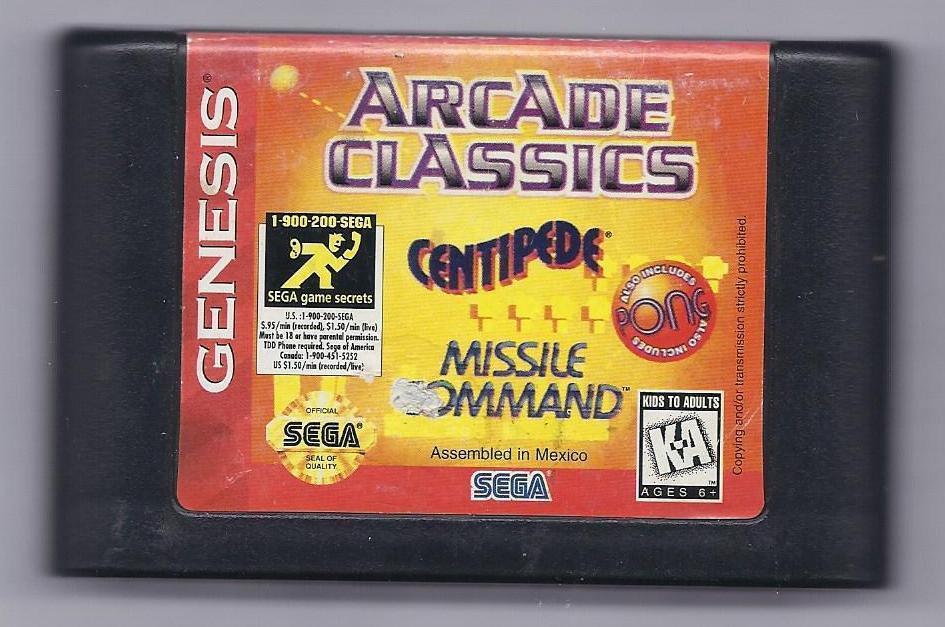 GENESIS®
ARCADE
CLASSICS
1-900-200-SEGA
SEGA game secrets
U.S. :1-900-200-SEGA
$.95/min (recorded), $1.50/min (live)
Must be 18 or have parental permission.
TDD Phone required. Sega of America
Canada: 1-900-451-5252
US $1.50/min (recorded/live)
CENTIPEDE®
ALSO INCLUDES
PONG
ALSO INCLUDES
MISSILE
COMMAND™
OFFICIAL
SEGA®
SEAL OF
QUALITY
Assembled in Mexico
SEGA®
KIDS TO ADULTS
K-A
™
AGES 6+
Copying and/or transmission strictly prohibited.